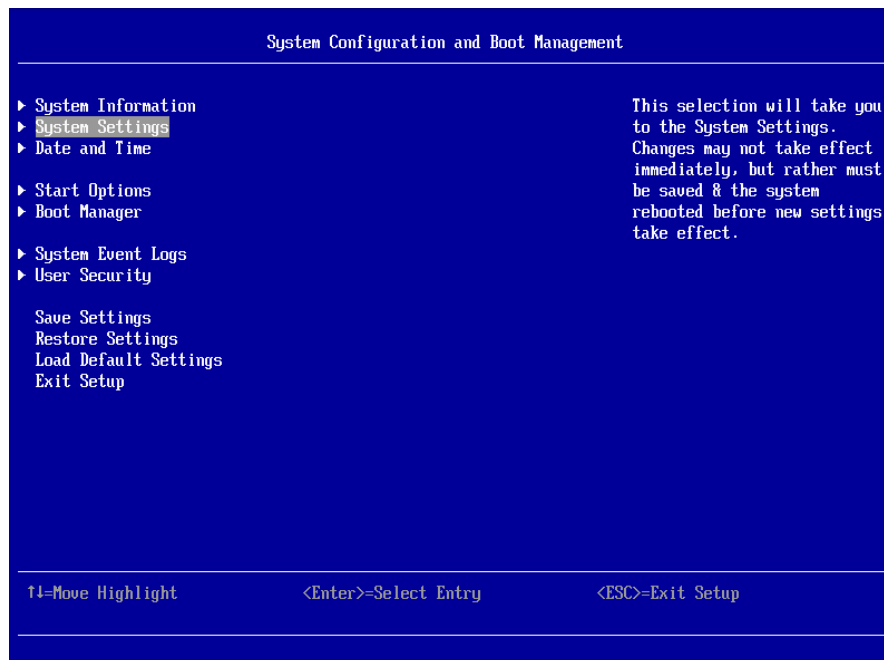 System Configuration and Boot Management
System Information
System Settings
Date and Time
Start Options
Boot Manager
System Event Logs
User Security
Save Settings
Restore Settings
Load Default Settings
Exit Setup
This selection will take you
to the System Settings.
Changes may not take effect
immediately, but rather must
be saved & the system
rebooted before new settings
take effect.
↑↓=Move Highlight <Enter>=Select Entry <ESC>=Exit Setup